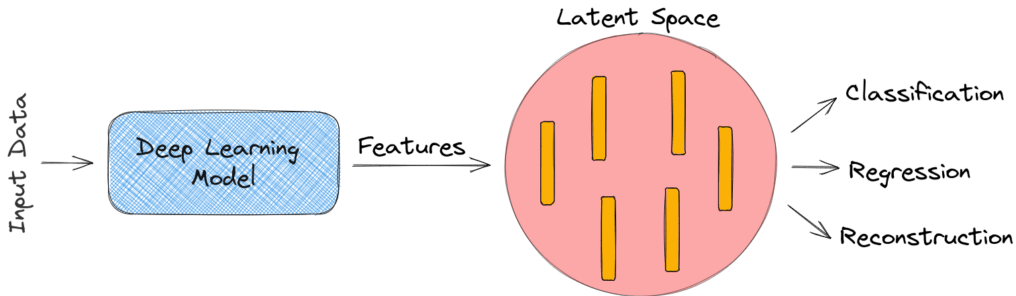 Latent Space
Input Data
Deep Learning
Model
Features
Classification
Regression
Reconstruction